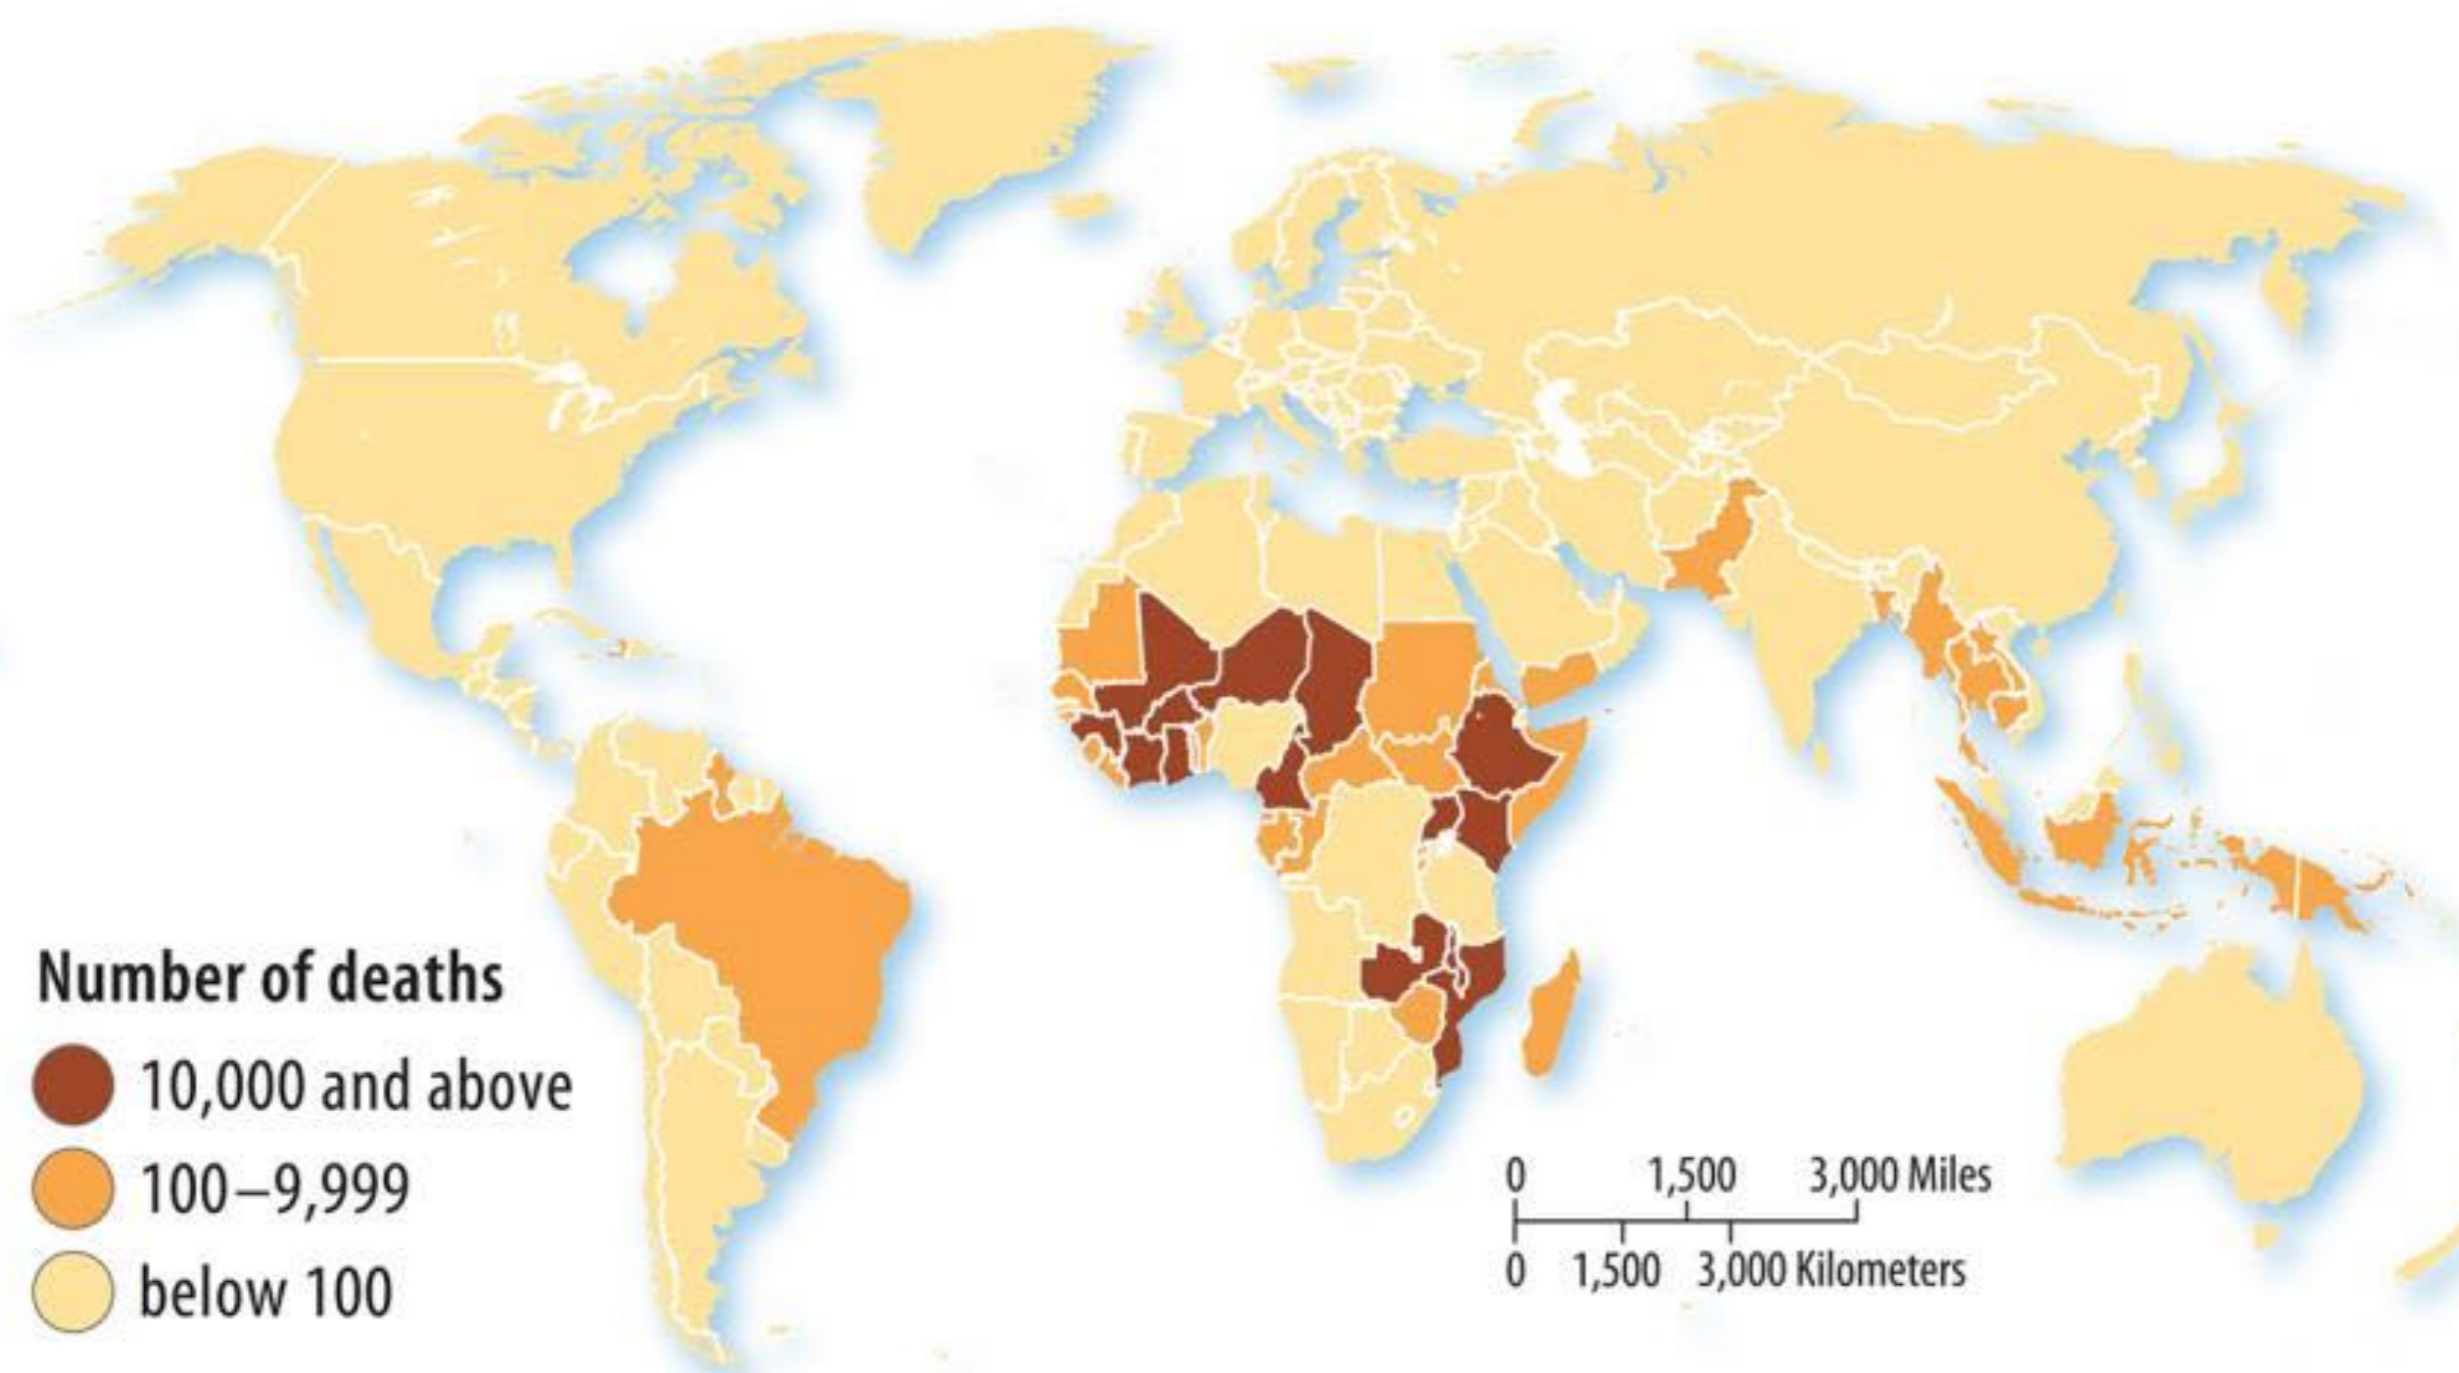 Number of deaths
10,000 and above
100–9,999
below 100
0 1,500 3,000 Miles
0 1,500 3,000 Kilometers